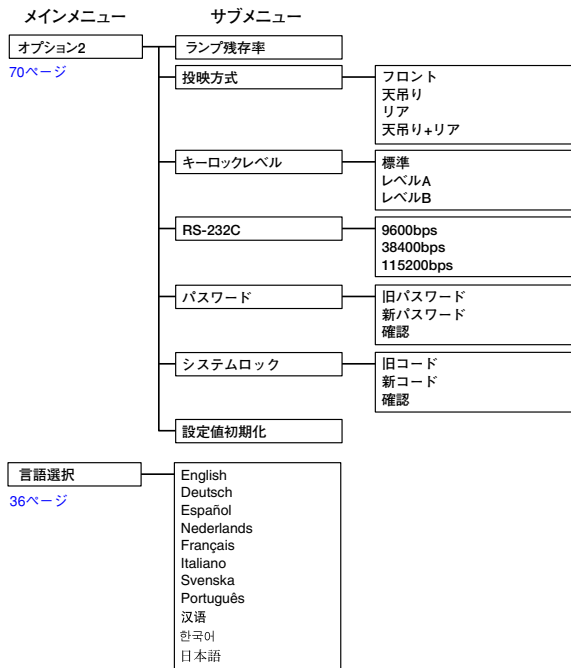 メインメニュー サブメニュー
オプション2
70ページ
ランプ残存率
投映方式
フロント
天吊り
リア
天吊り+リア
キーロックレベル
標準
レベルA
レベルB
RS-232C
9600bps
38400bps
115200bps
パスワード
旧パスワード
新パスワード
確認
システムロック
旧コード
新コード
確認
設定値初期化
言語選択
36ページ
English
Deutsch
Español
Nederlands
Français
Italiano
Svenska
Português
汉语
한국어
日本語